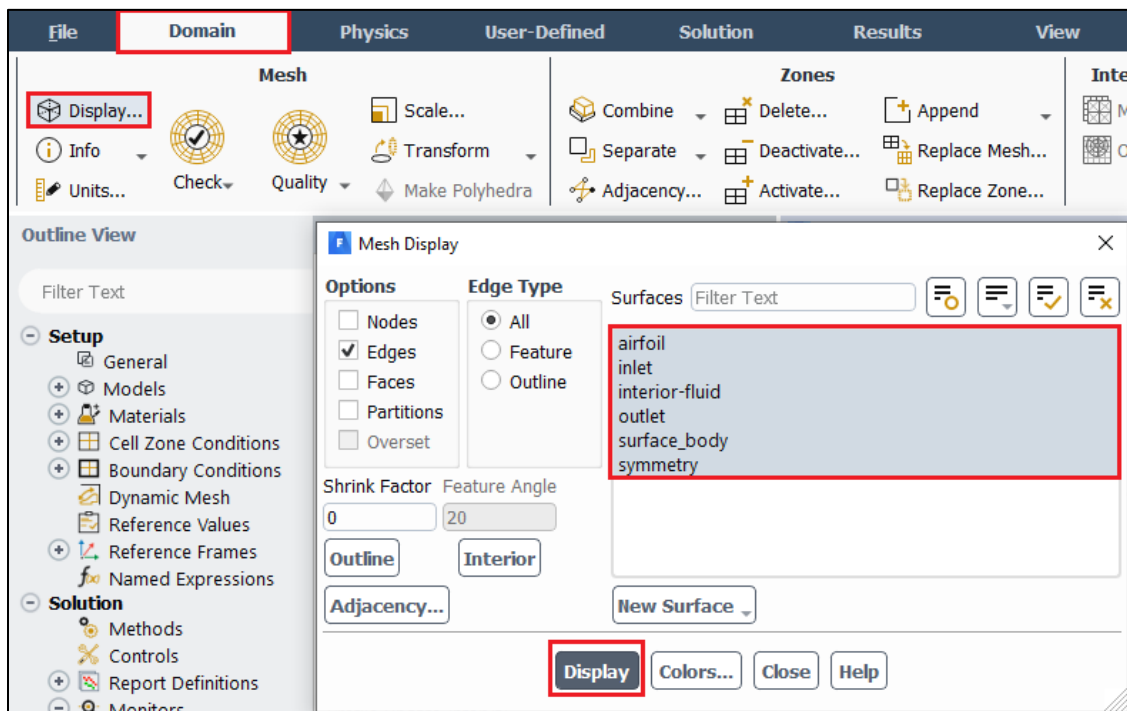 File Domain Physics User-Defined Solution Results View
Mesh Zones Inte
Display... Scale... Combine Delete... Append M
Info Transform Separate Deactivate... Replace Mesh... O
Units... Check Quality Make Polyhedra Adjacency... Activate... Replace Zone...
Outline View
Filter Text
Setup
General
Models
Materials
Cell Zone Conditions
Boundary Conditions
Dynamic Mesh
Reference Values
Reference Frames
Named Expressions
Solution
Methods
Controls
Report Definitions
Monitors
F Mesh Display
Options Edge Type Surfaces Filter Text
Nodes
Edges
Faces
Partitions
Overset
All
Feature
Outline
airfoil
inlet
interior-fluid
outlet
surface_body
symmetry
Shrink Factor Feature Angle
0 20
Outline Interior
Adjacency... New Surface
Display Colors... Close Help